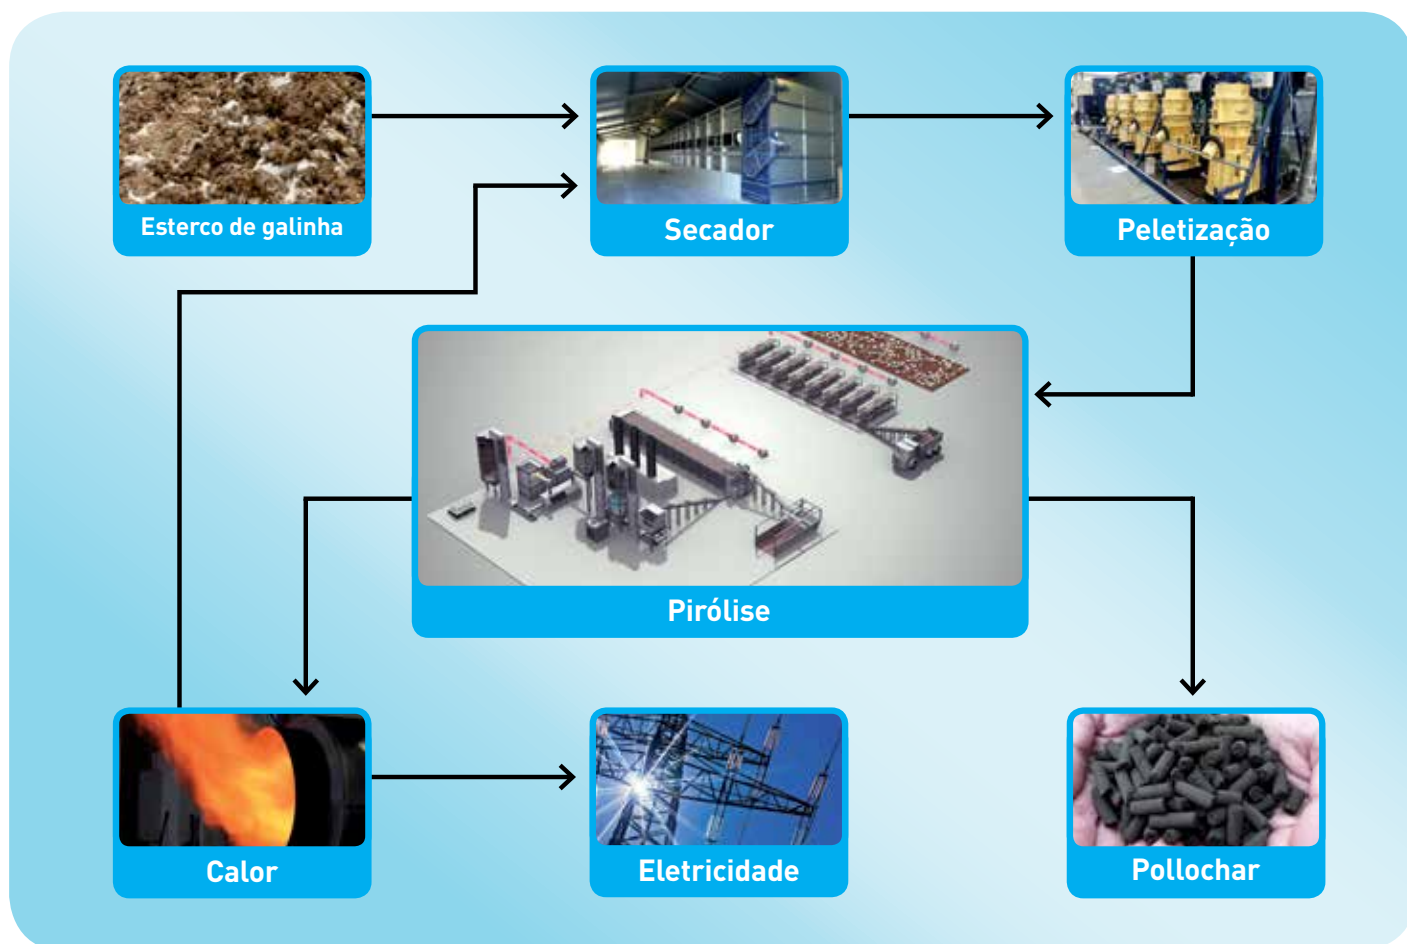 Esterco de galinha
Secador
Peletização
Pirólise
Calor
Eletricidade
Pollochar